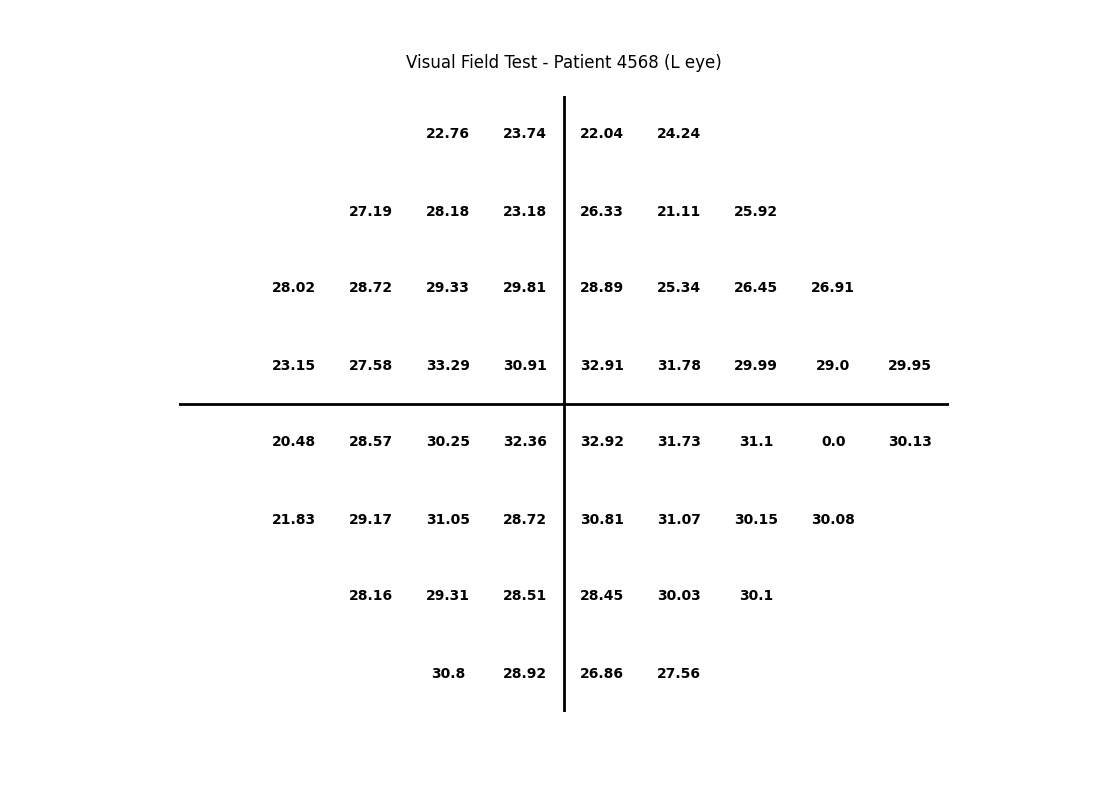 Visual Field Test - Patient 4568 (L eye)
22.76 23.74 22.04 24.24
27.19 28.18 23.18 26.33 21.11 25.92
28.02 28.72 29.33 29.81 28.89 25.34 26.45 26.91
23.15 27.58 33.29 30.91 32.91 31.78 29.99 29.0 29.95
20.48 28.57 30.25 32.36 32.92 31.73 31.1 0.0 30.13
21.83 29.17 31.05 28.72 30.81 31.07 30.15 30.08
28.16 29.31 28.51 28.45 30.03 30.1
30.8 28.92 26.86 27.56